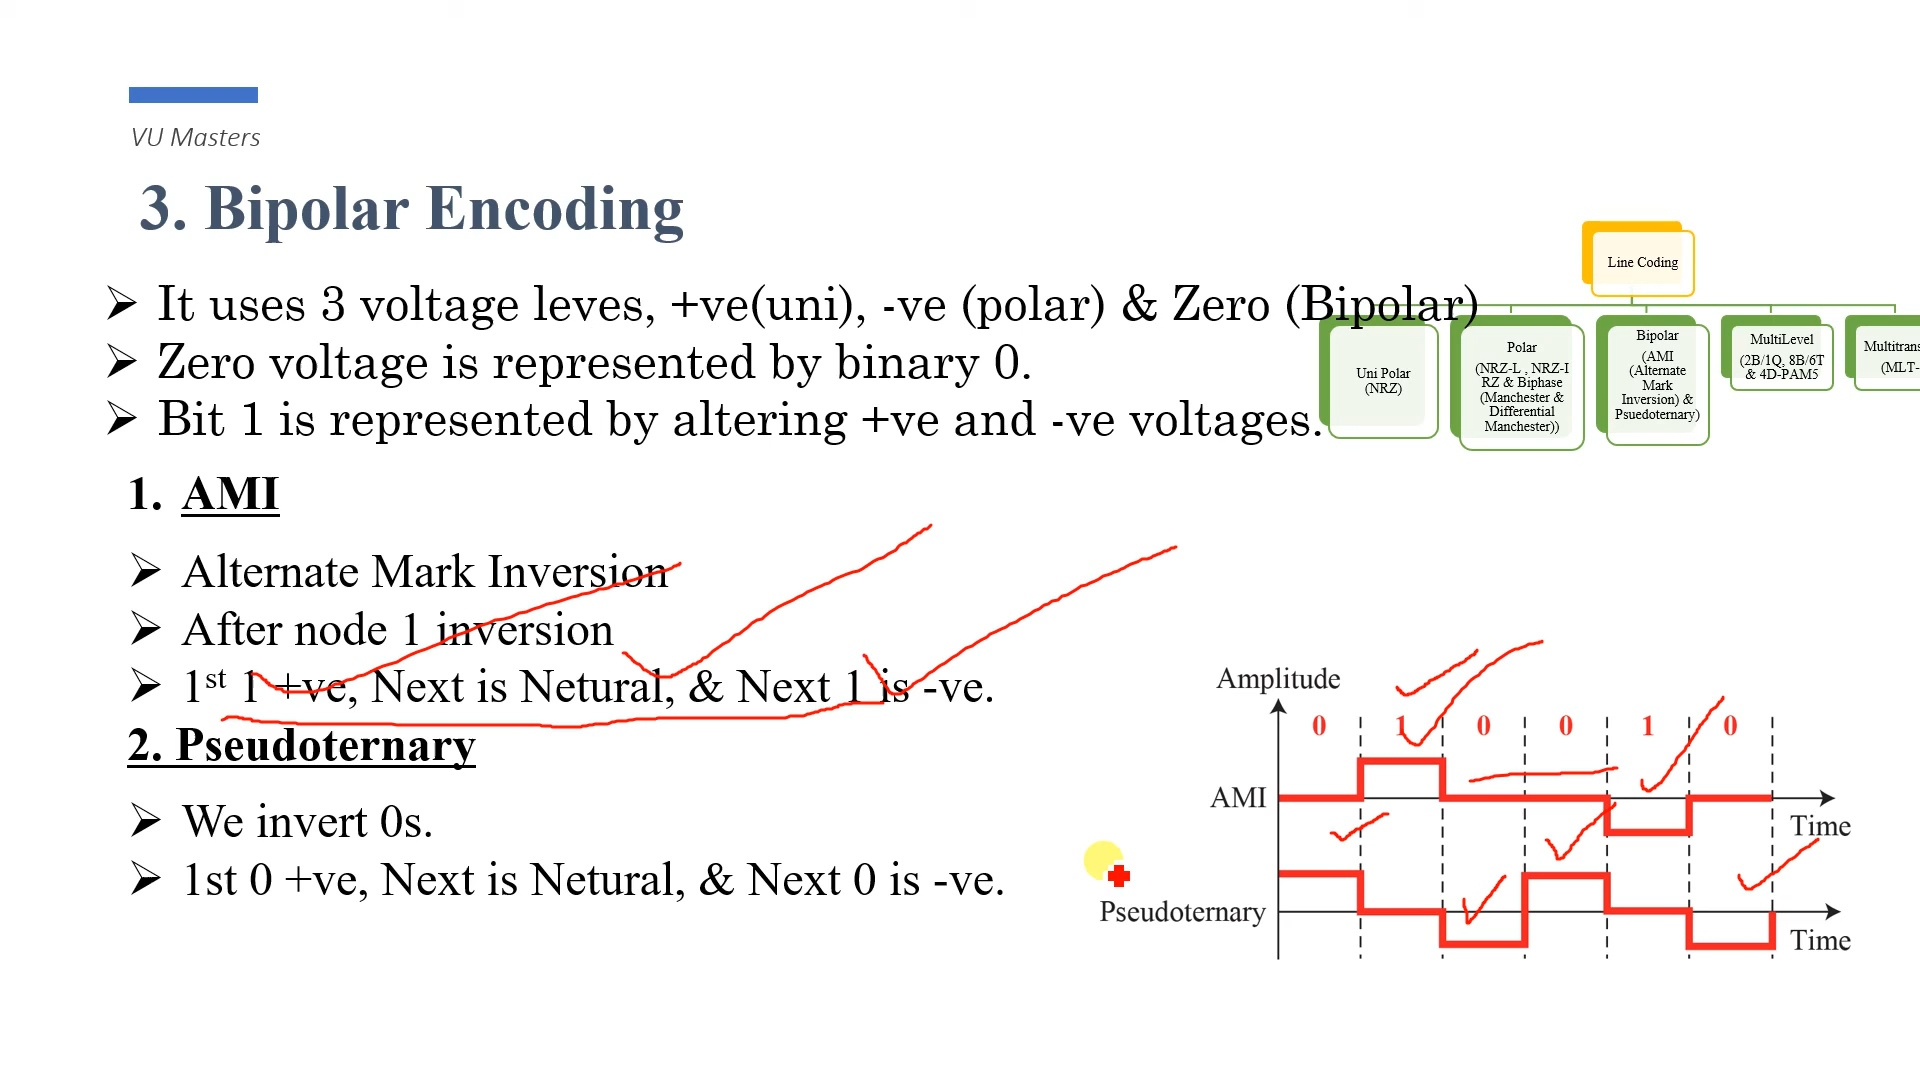 VU Masters
3. Bipolar Encoding
➢ It uses 3 voltage leves, +ve(uni), -ve (polar) & Zero (Bipolar)
➢ Zero voltage is represented by binary 0.
➢ Bit 1 is represented by altering +ve and -ve voltages.
1. AMI
➢ Alternate Mark Inversion
➢ After node 1 inversion
➢ 1st 1 +ve, Next is Netural, & Next 1 is -ve.
2. Pseudoternary
➢ We invert 0s.
➢ 1st 0 +ve, Next is Netural, & Next 0 is -ve.
Line Coding
Uni Polar
(NRZ)
Polar
(NRZ-L , NRZ-I
RZ & Biphase
(Manchester &
Differential
Manchester))
Bipolar
(AMI
(Alternate
Mark
Inversion) &
Psuedoternary)
MultiLevel
(2B/1Q, 8B/6T
& 4D-PAM5
Multitrans
(MLT-
Amplitude
0 1 0 0 1 0
AMI
Time
Pseudoternary
Time